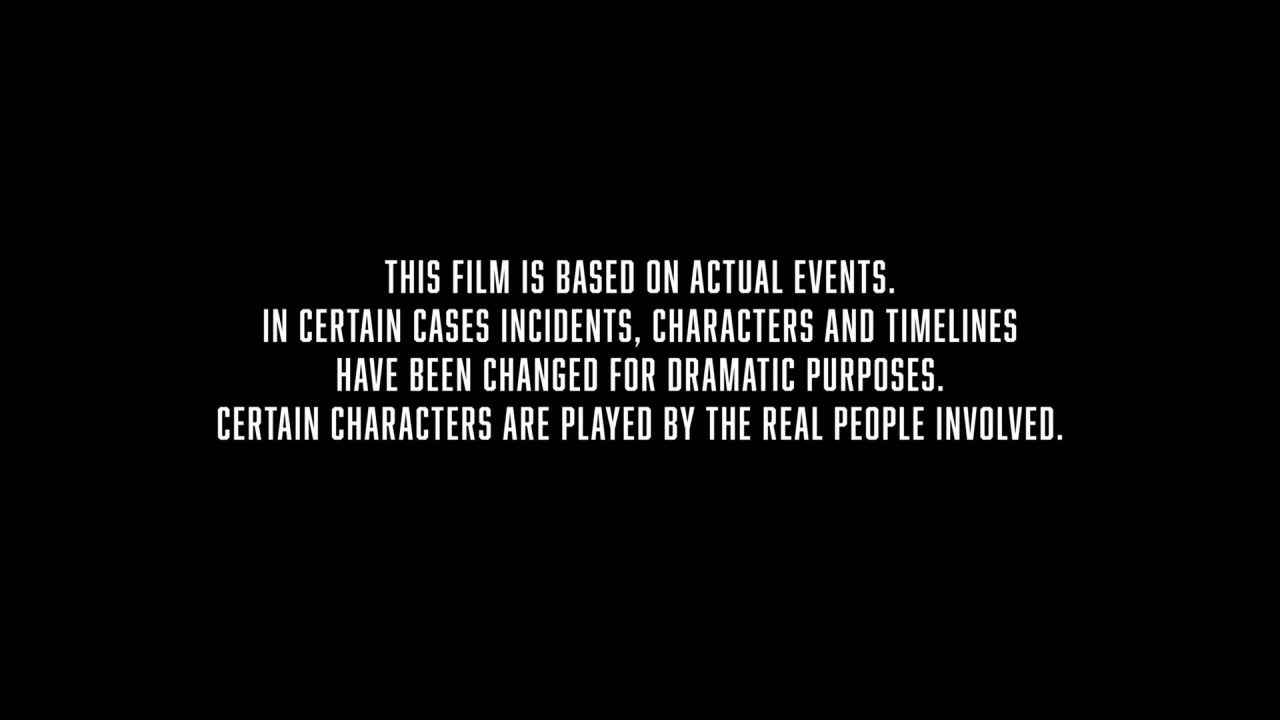 THIS FILM IS BASED ON ACTUAL EVENTS.
IN CERTAIN CASES INCIDENTS, CHARACTERS AND TIMELINES
HAVE BEEN CHANGED FOR DRAMATIC PURPOSES.
CERTAIN CHARACTERS ARE PLAYED BY THE REAL PEOPLE INVOLVED.